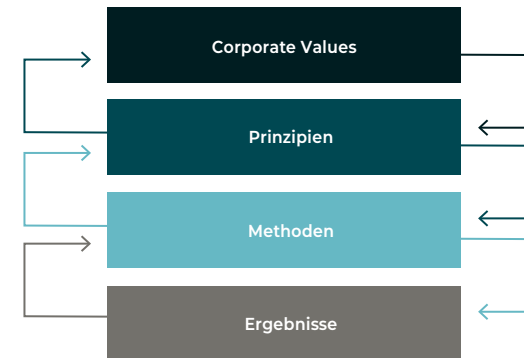 Corporate Values
Prinzipien
Methoden
Ergebnisse